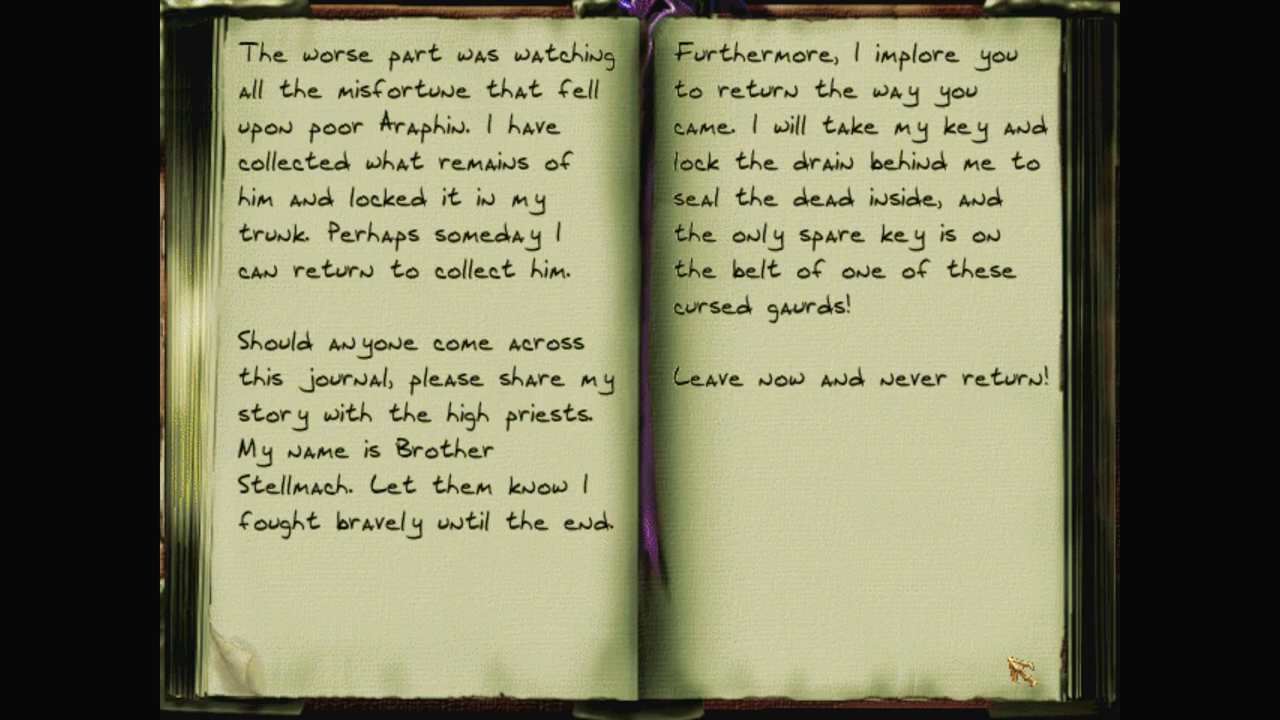 The worse part was watching
all the misfortune that fell
upon poor Araphin. I have
collected what remains of
him and locked it in my
trunk. Perhaps someday I
can return to collect him.
Should anyone come across
this journal, please share my
story with the high priests.
My name is Brother
Stellmach. Let them know I
fought bravely until the end.
Furthermore, I implore you
to return the way you
came. I will take my key and
lock the drain behind me to
seal the dead inside, and
the only spare key is on
the belt of one of these
cursed gaurds!
Leave now and never return!